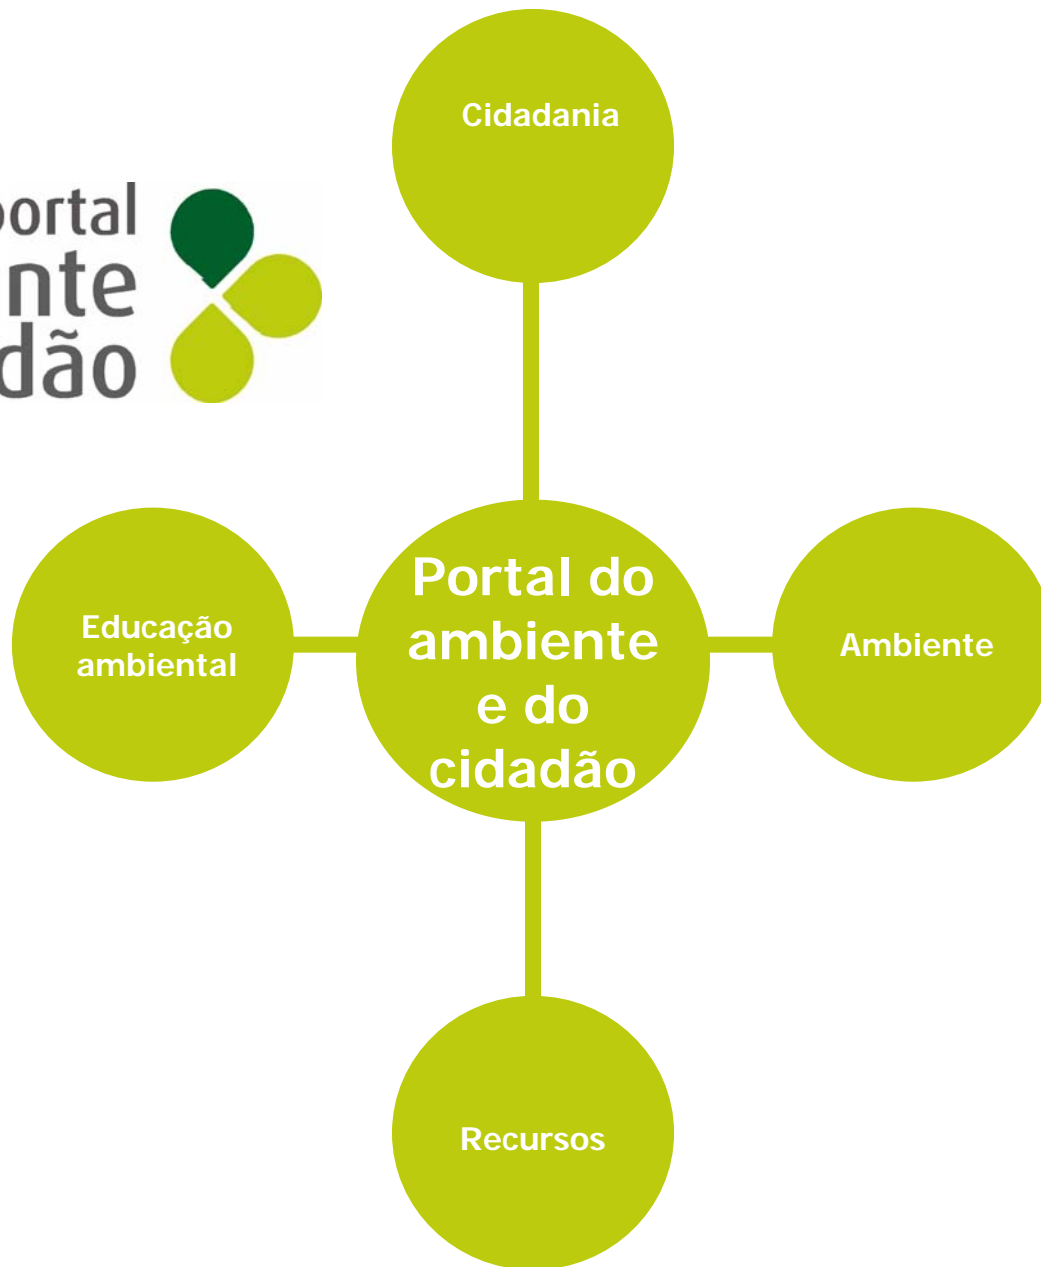 Cidadania
portal
nte
dão
Portal do
ambiente
e do
cidadão
Educação
ambiental
Ambiente
Recursos